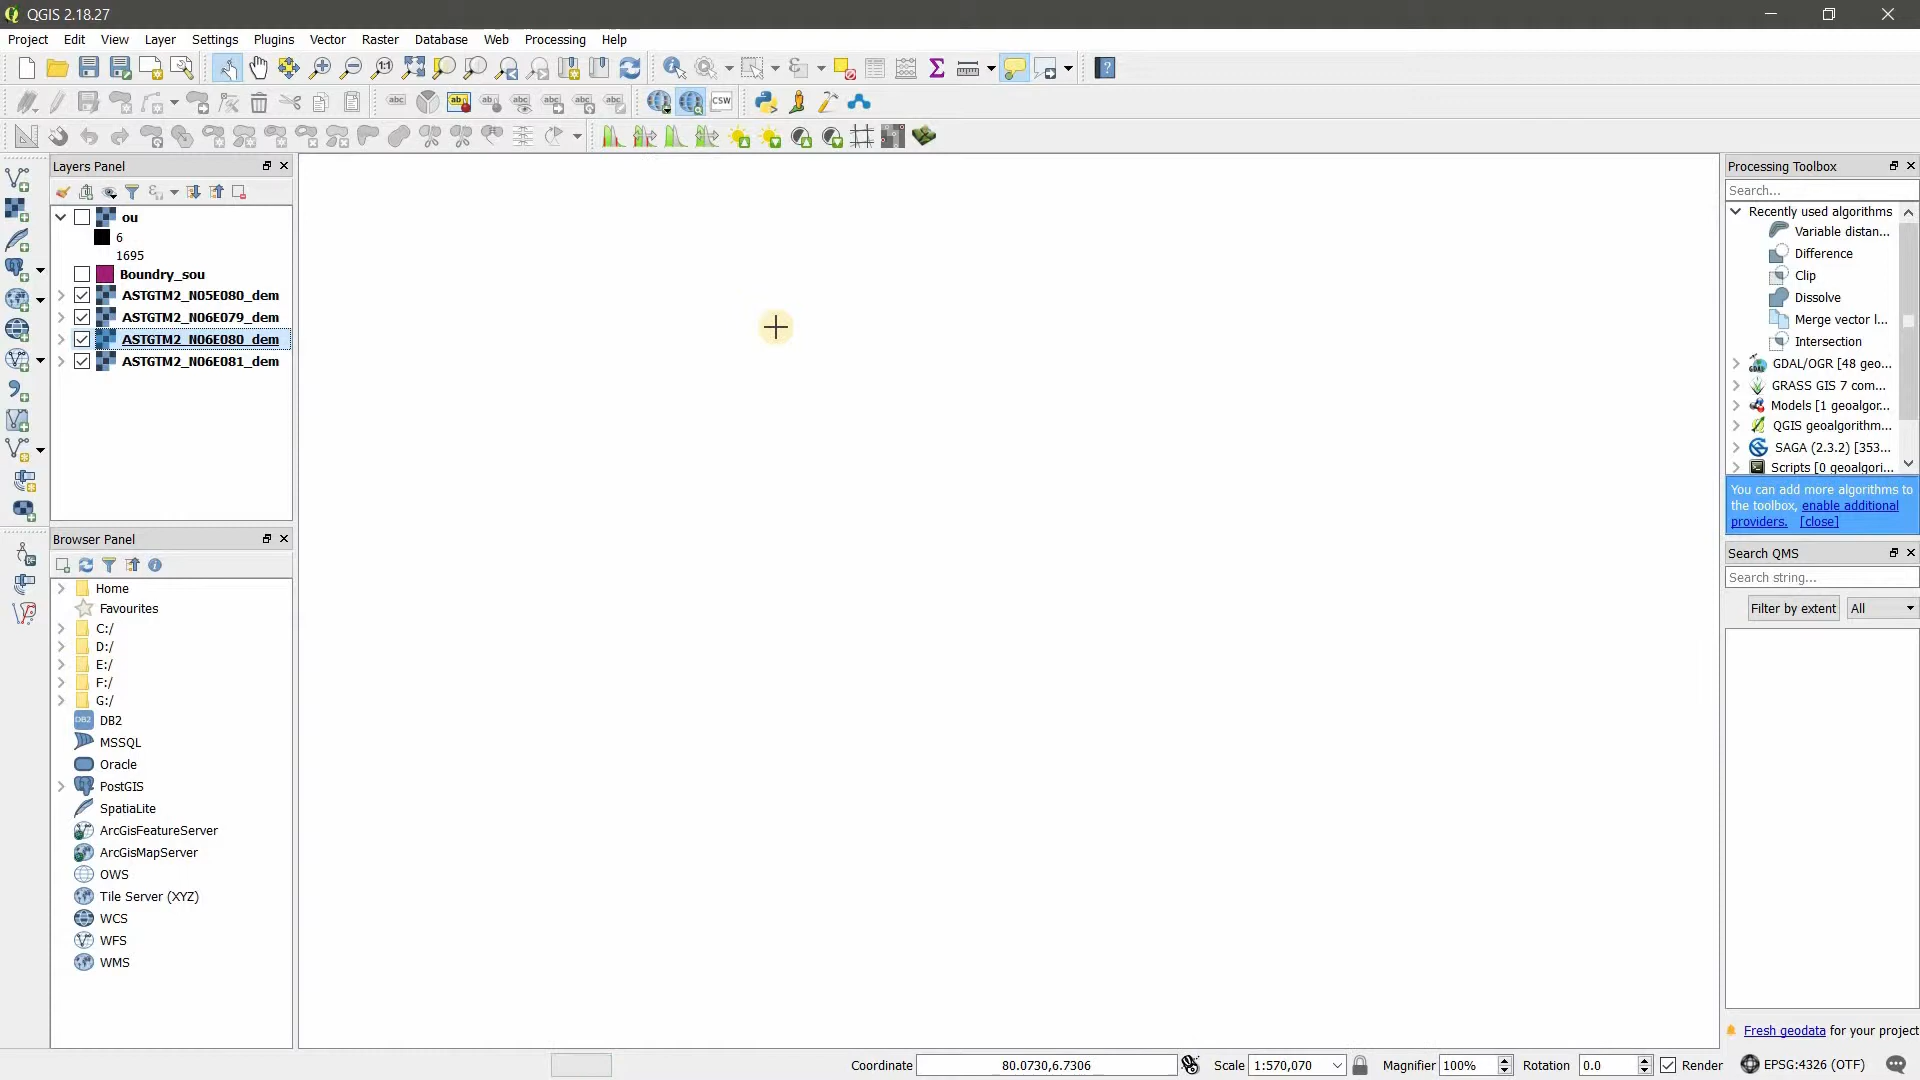 QGIS 2.18.27
Project Edit View Layer Settings Plugins Vector Raster Database Web Processing Help
1:1
abc abc CSW
Layers Panel
ou
6
1695
Boundry_sou
ASTGTM2_N05E080_dem
ASTGTM2_N06E079_dem
ASTGTM2_N06E080_dem
ASTGTM2_N06E081_dem
Browser Panel
Home
Favourites
C:/
D:/
E:/
F:/
G:/
DB2 DB2
MSSQL
Oracle
PostGIS
SpatiaLite
ArcGisFeatureServer
ArcGisMapServer
OWS
Tile Server (XYZ)
WCS
WFS
WMS
Processing Toolbox
Search...
Recently used algorithms
Variable distan...
Difference
Clip
Dissolve
Merge vector l...
Intersection
GDAL/OGR [48 geo...
GRASS GIS 7 com...
Models [1 geoalgor...
QGIS geoalgorithm...
SAGA (2.3.2) [353...
Scripts [0 geoalgori...
You can add more algorithms to
the toolbox, enable additional
providers. [close]
Search QMS
Search string...
Filter by extent All
Fresh geodata for your project
Coordinate 80.0730,6.7306 Scale 1:570,070 Magnifier 100% Rotation 0.0 Render EPSG:4326 (OTF)